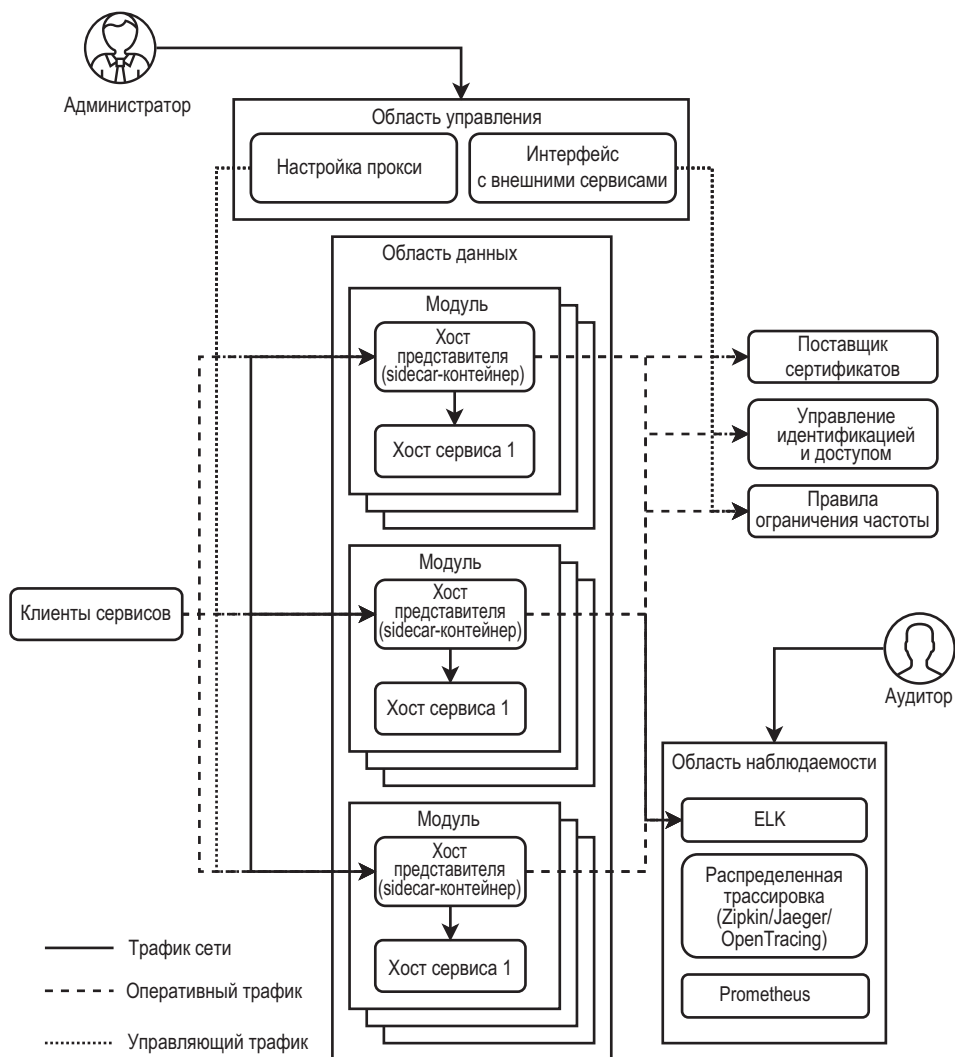 Администратор
Область управления
Настройка прокси
Интерфейс
с внешними сервисами
Область данных
Модуль
Хост
представителя
(sidecar-контейнер)
Хост сервиса 1
Поставщик
сертификатов
Управление
идентификацией
и доступом
Правила
ограничения частоты
Клиенты сервисов
Модуль
Хост
представителя
(sidecar-контейнер)
Хост сервиса 1
Аудитор
Область наблюдаемости
ELK
Распределенная
трассировка
(Zipkin/Jaeger/
OpenTracing)
Prometheus
Модуль
Хост
представителя
(sidecar-контейнер)
Хост сервиса 1
Трафик сети
Оперативный трафик
Управляющий трафик